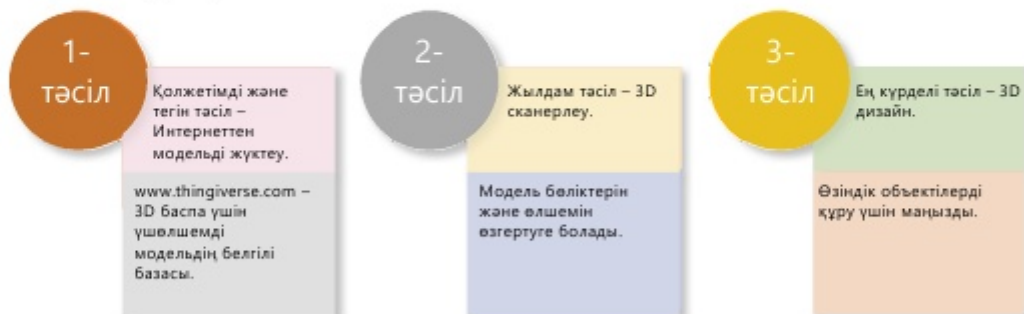 1-
тәсіл
Қолжетімді және
тегін тәсіл –
Интернеттен
модельді жүктеу.
www.thingiverse.com –
3D баспа үшін
үшөлшемді
модельдің белгілі
базасы.
2-
тәсіл
Жылдам тәсіл – 3D
сканерлеу.
Модель бөліктерін
және өлшемін
өзгертуге болады.
3-
тәсіл
Ең күрделі тәсіл – 3D
дизайн.
Өзіндік объектілерді
құру үшін маңызды.